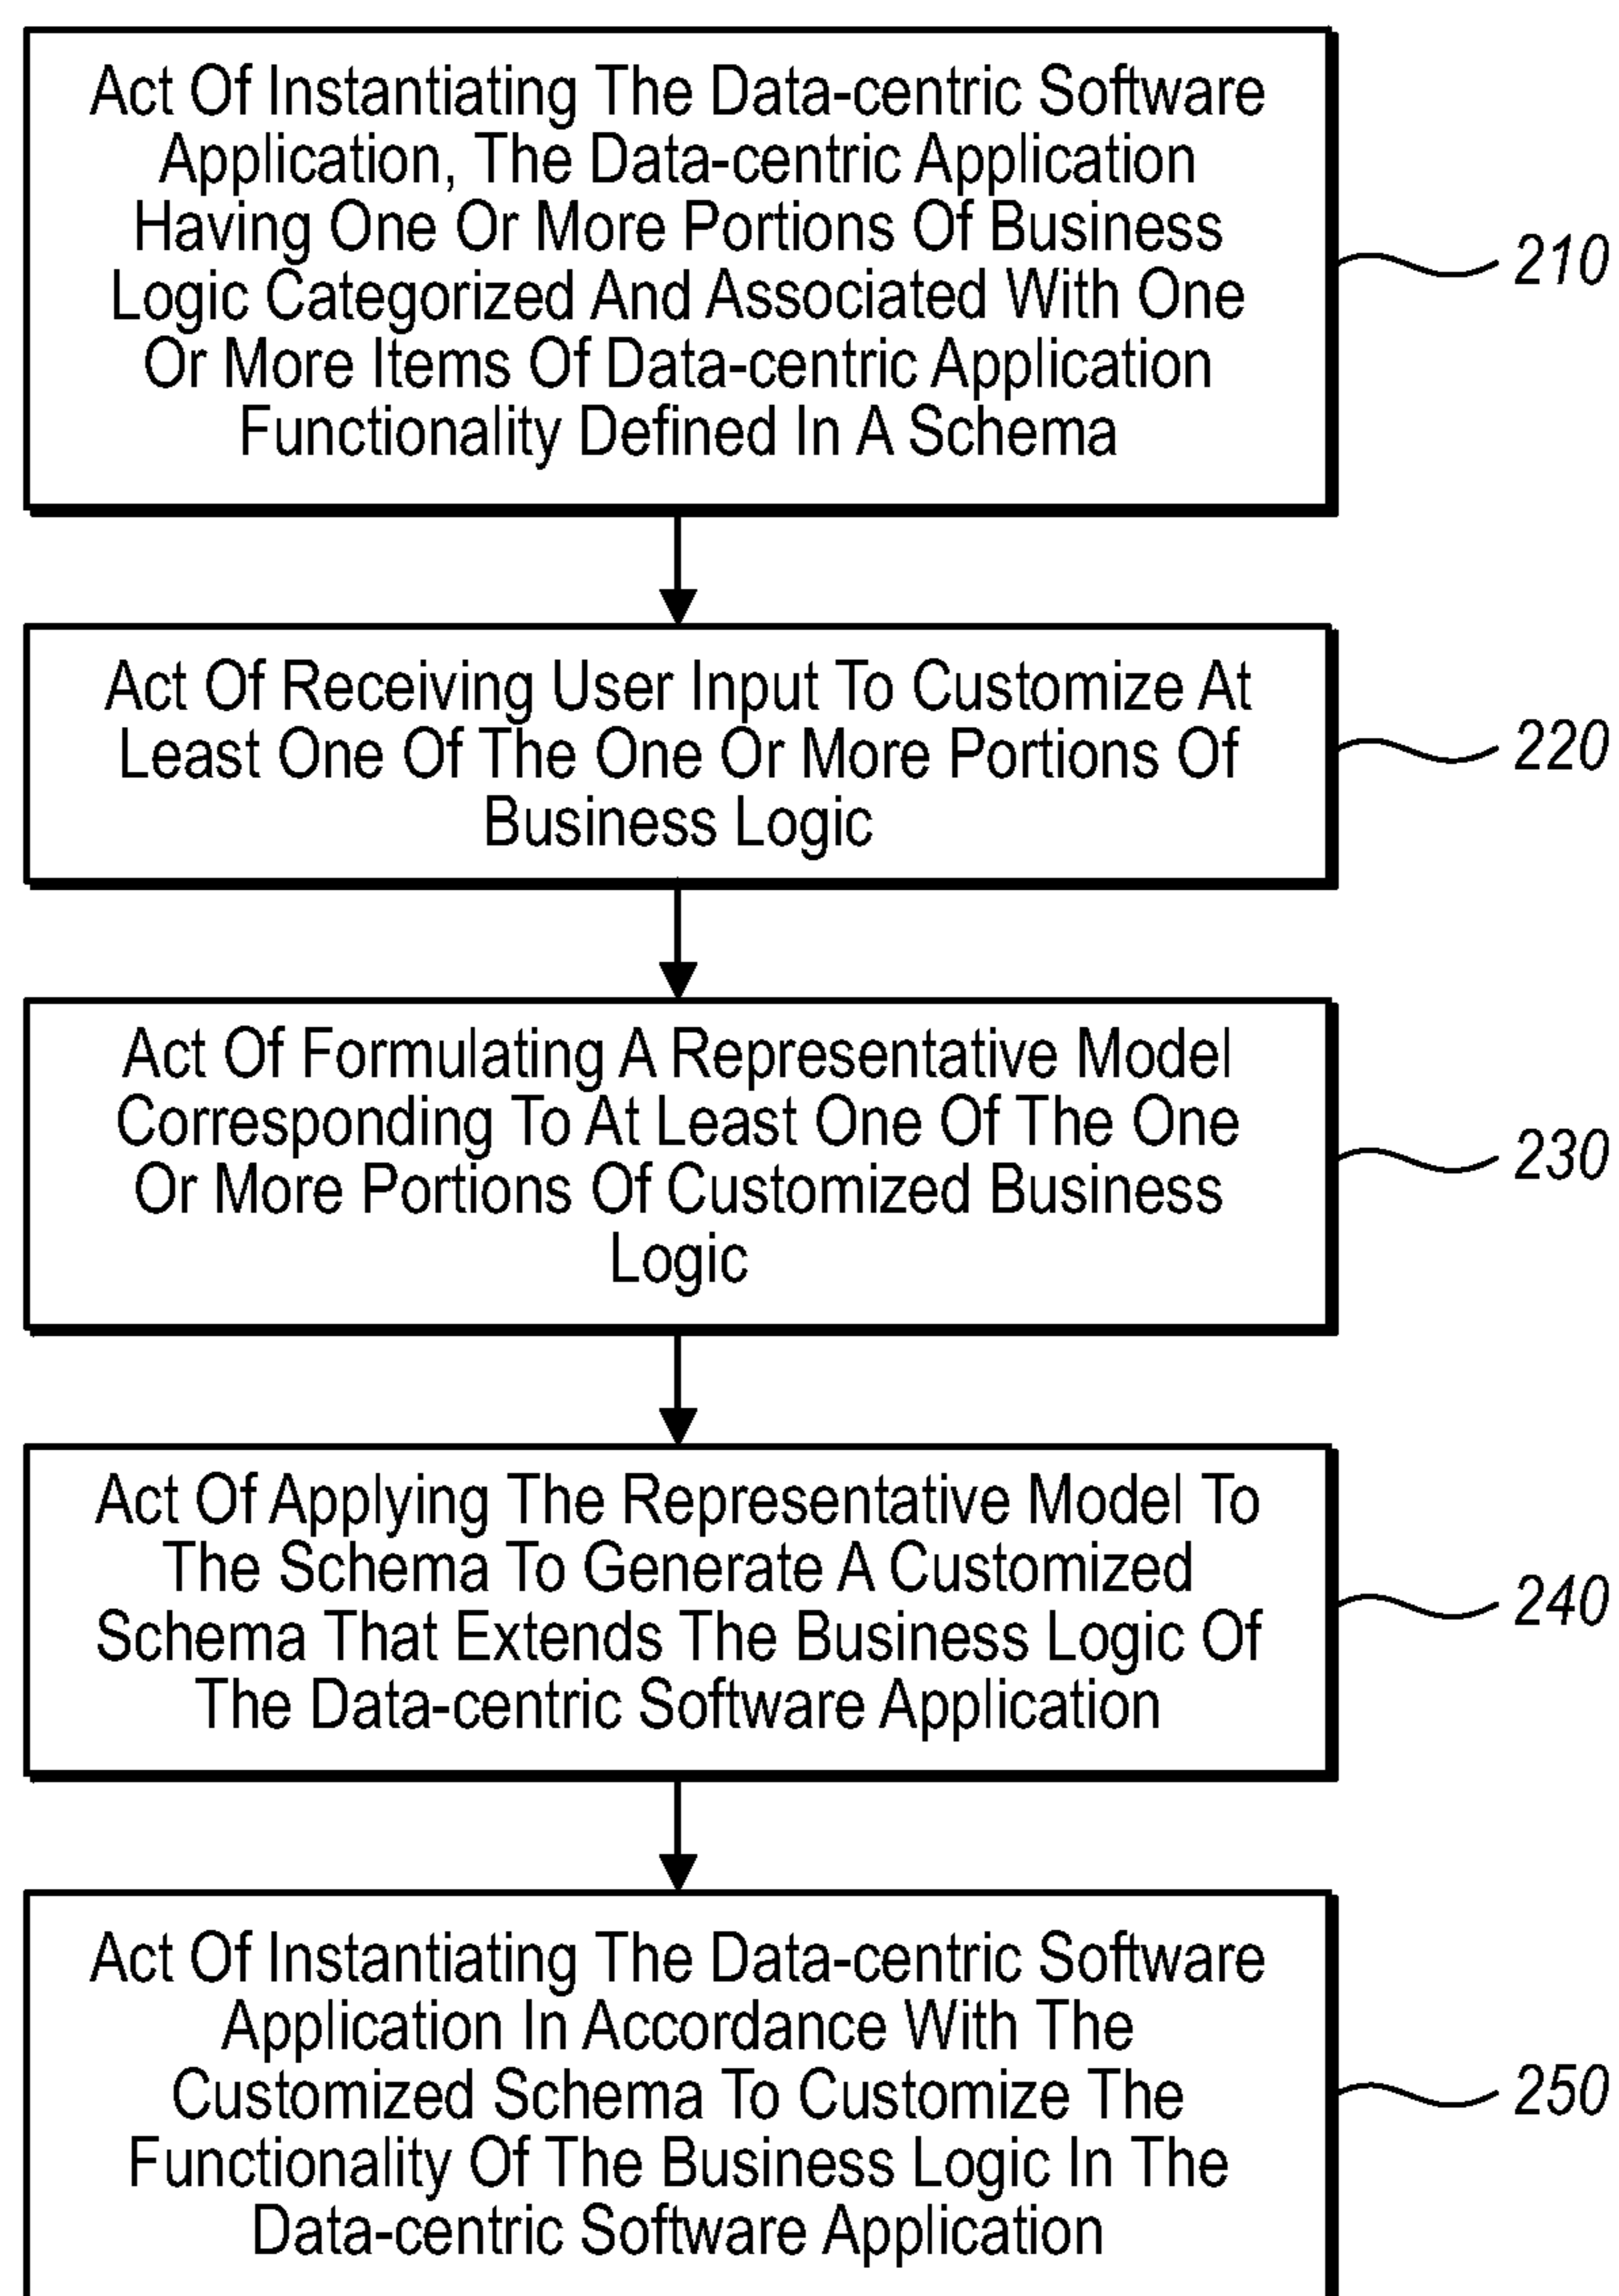 Act Of Instantiating The Data-centric Software
Application, The Data-centric Application
Having One Or More Portions Of Business
Logic Categorized And Associated With One
Or More Items Of Data-centric Application
Functionality Defined In A Schema
210
Act Of Receiving User Input To Customize At
Least One Of The One Or More Portions Of
Business Logic
220
Act Of Formulating A Representative Model
Corresponding To At Least One Of The One
Or More Portions Of Customized Business
Logic
230
Act Of Applying The Representative Model To
The Schema To Generate A Customized
Schema That Extends The Business Logic Of
The Data-centric Software Application
240
Act Of Instantiating The Data-centric Software
Application In Accordance With The
Customized Schema To Customize The
Functionality Of The Business Logic In The
Data-centric Software Application
250